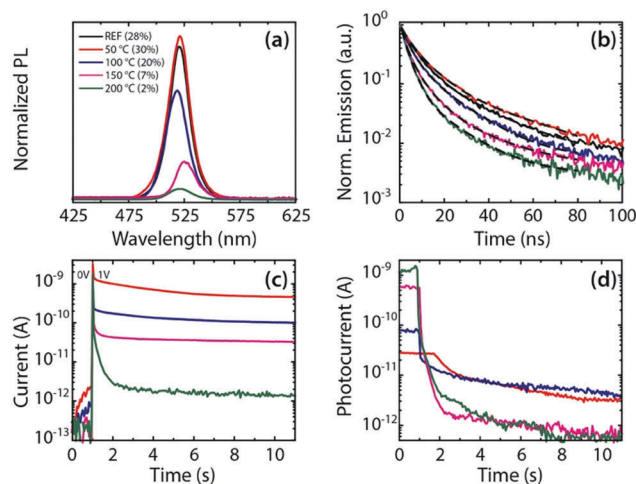 (a)
REF (28%)
50 °C (30%)
100 °C (20%)
150 °C (7%)
200 °C (2%)
Normalized PL
425 475 525 575 625
Wavelength (nm)
(b)
Norm. Emission (a.u.)
10^0
10^-1
10^-2
10^-3
0 20 40 60 80 100
Time (ns)
(c)
0V 1V
Current (A)
10^-9
10^-10
10^-11
10^-12
10^-13
0 2 4 6 8 10
Time (s)
(d)
Photocurrent (A)
10^-9
10^-10
10^-11
10^-12
0 2 4 6 8 10
Time (s)